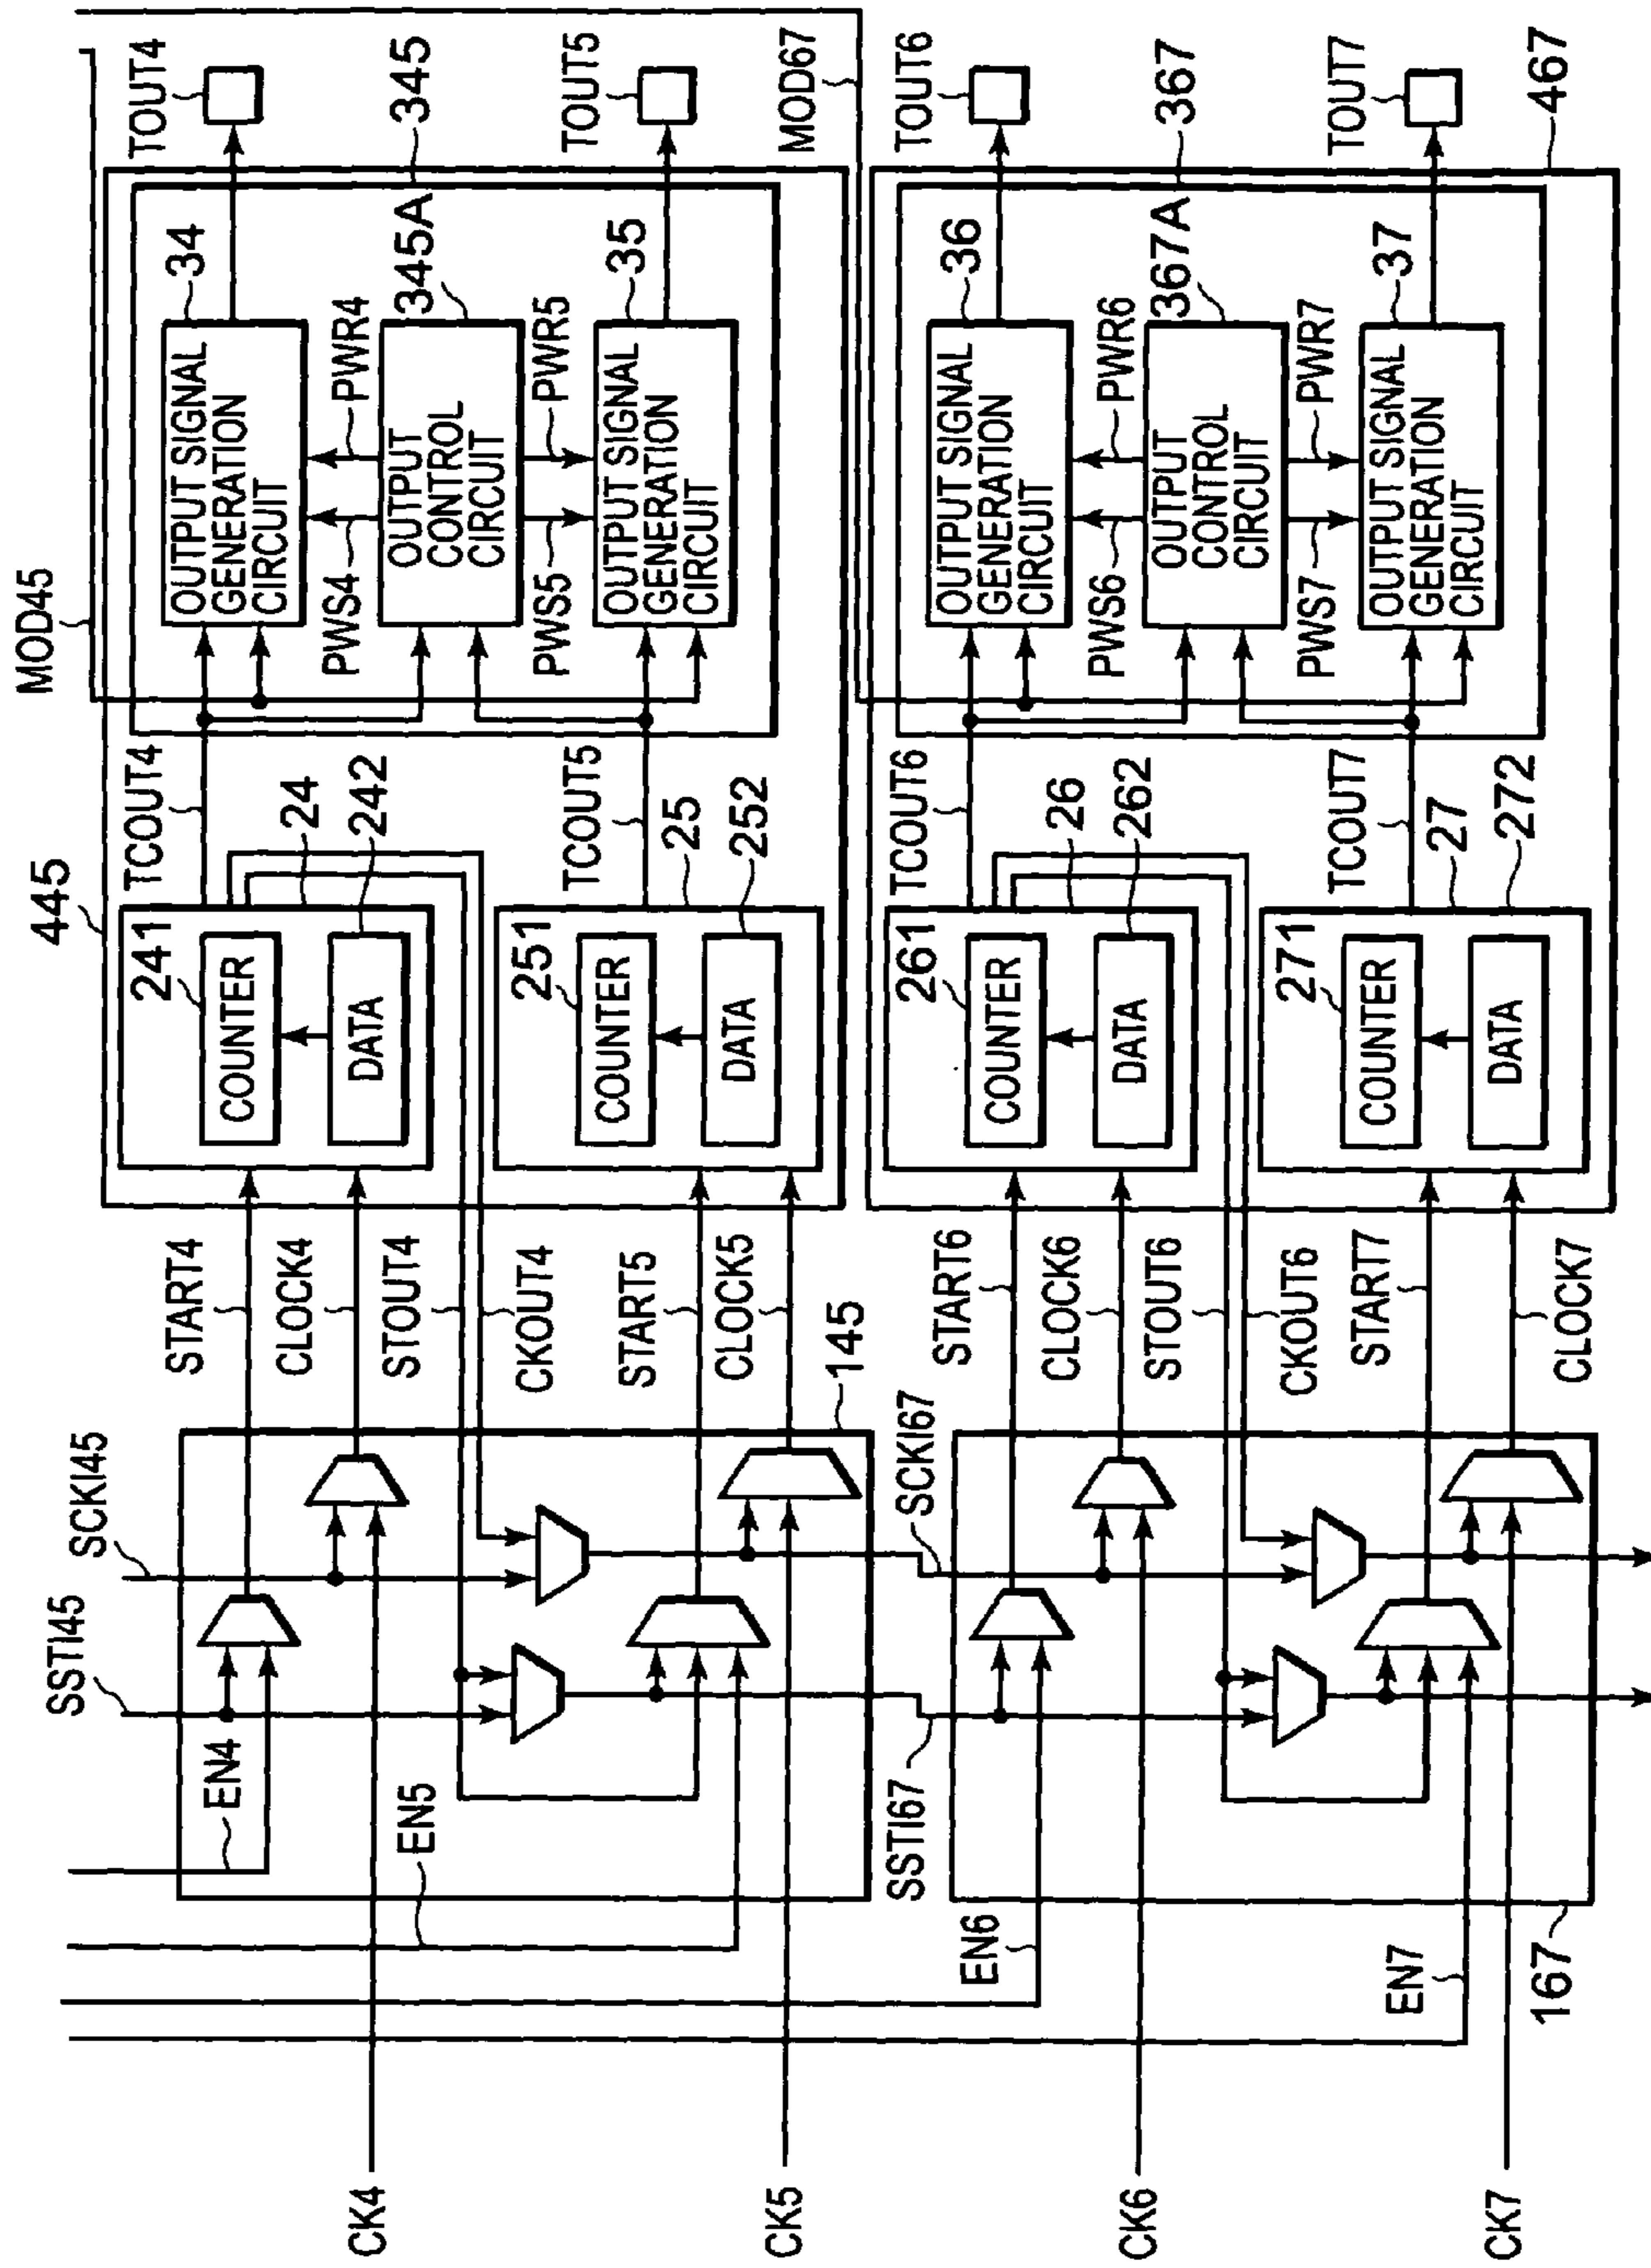 MOD45
445
TCOUT4
TOUT4
34
OUTPUT SIGNAL
GENERATION
CIRCUIT
PWS4
PWR4
345
345A
OUTPUT
CONTROL
CIRCUIT
PWS5
PWR5
35
OUTPUT SIGNAL
GENERATION
CIRCUIT
TOUT5
241
COUNTER
24
242
DATA
TCOUT5
251
COUNTER
25
252
DATA
START4
CLOCK4
STOUT4
CKOUT4
START5
CLOCK5
145
SCKI45
SSTI45
EN4
EN5
CK4
CK5
MOD67
TCOUT6
TOUT6
36
OUTPUT SIGNAL
GENERATION
CIRCUIT
PWS6
PWR6
367
367A
OUTPUT
CONTROL
CIRCUIT
PWS7
PWR7
37
OUTPUT SIGNAL
GENERATION
CIRCUIT
TOUT7
467
261
COUNTER
26
262
DATA
TCOUT7
271
COUNTER
27
272
DATA
START6
CLOCK6
STOUT6
CKOUT6
START7
CLOCK7
SCKI67
SSTI67
EN6
EN7
167
CK6
CK7